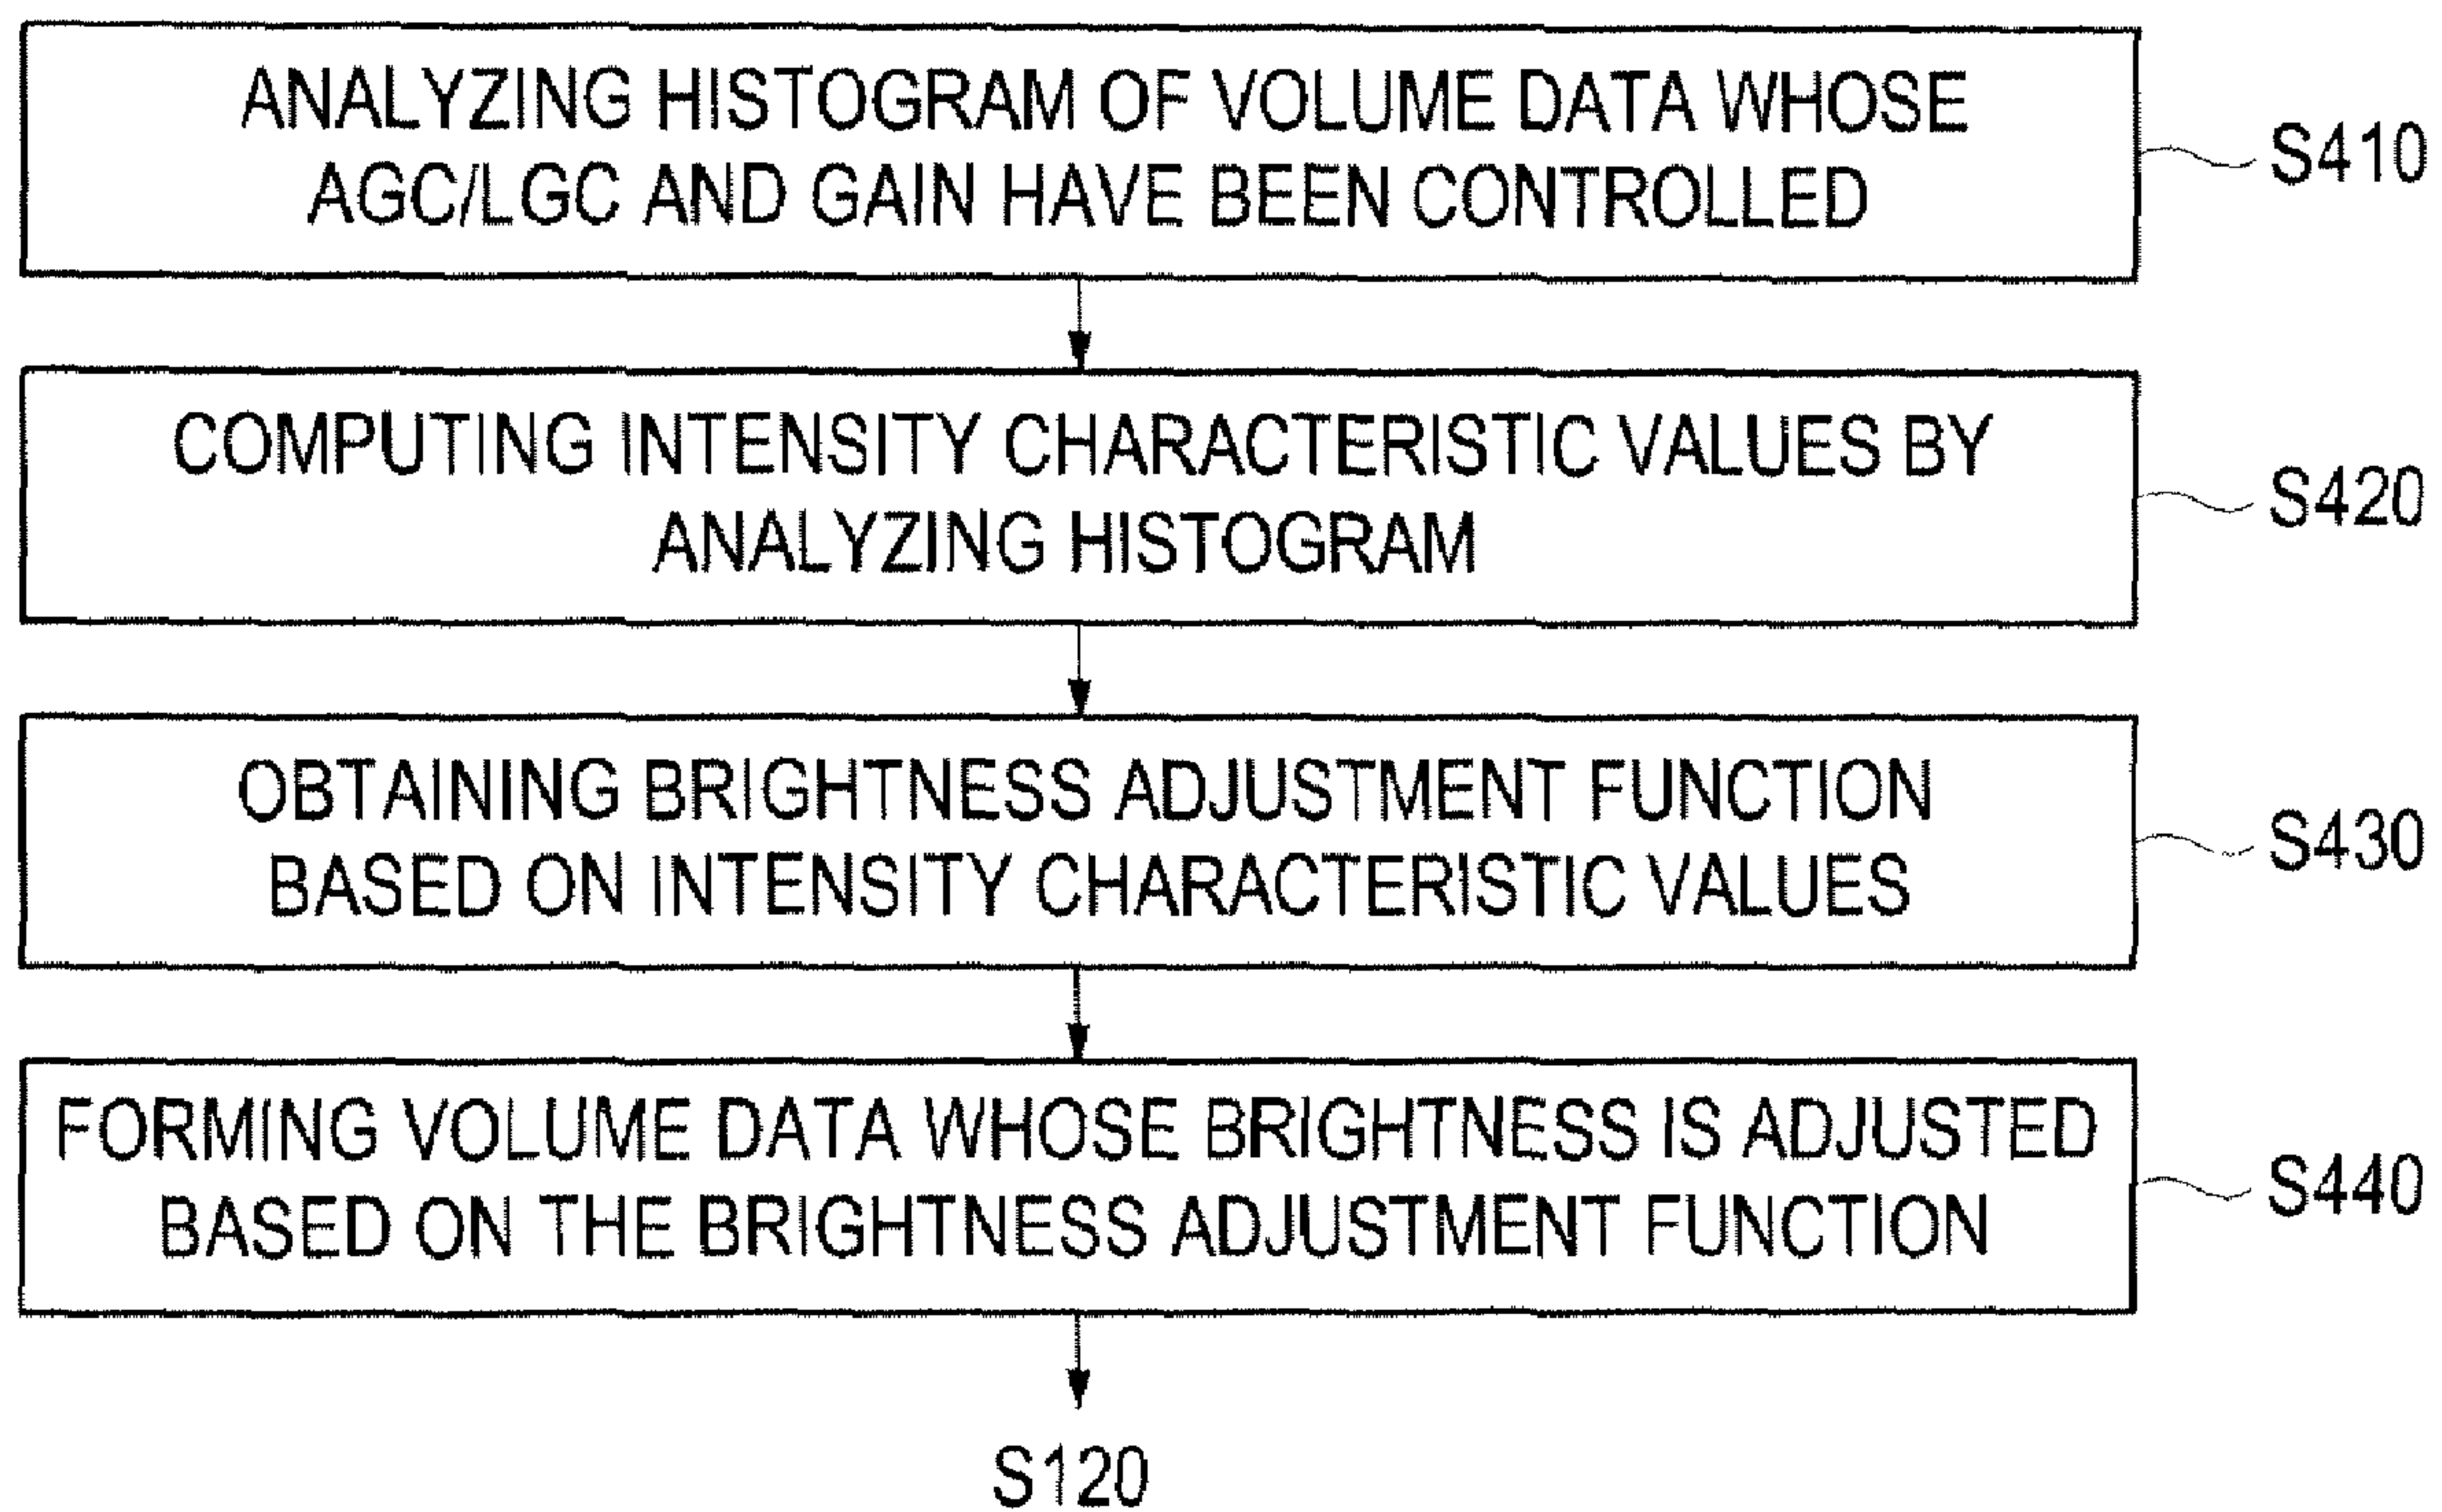 ANALYZING HISTOGRAM OF VOLUME DATA WHOSE
AGC/LGC AND GAIN HAVE BEEN CONTROLLED
S410
COMPUTING INTENSITY CHARACTERISTIC VALUES BY
ANALYZING HISTOGRAM
S420
OBTAINING BRIGHTNESS ADJUSTMENT FUNCTION
BASED ON INTENSITY CHARACTERISTIC VALUES
S430
FORMING VOLUME DATA WHOSE BRIGHTNESS IS ADJUSTED
BASED ON THE BRIGHTNESS ADJUSTMENT FUNCTION
S440
S120